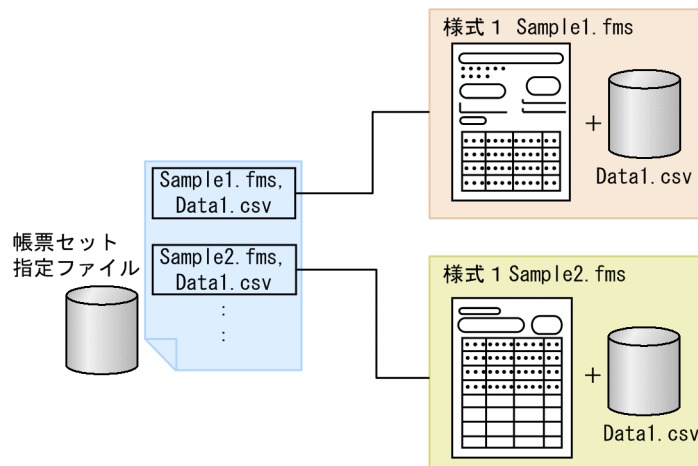 様式１ Sample1.fms
+
Data1.csv
Sample1.fms,
Data1.csv
帳票セット
指定ファイル
Sample2.fms,
Data1.csv
:
:
様式１ Sample2.fms
+
Data1.csv